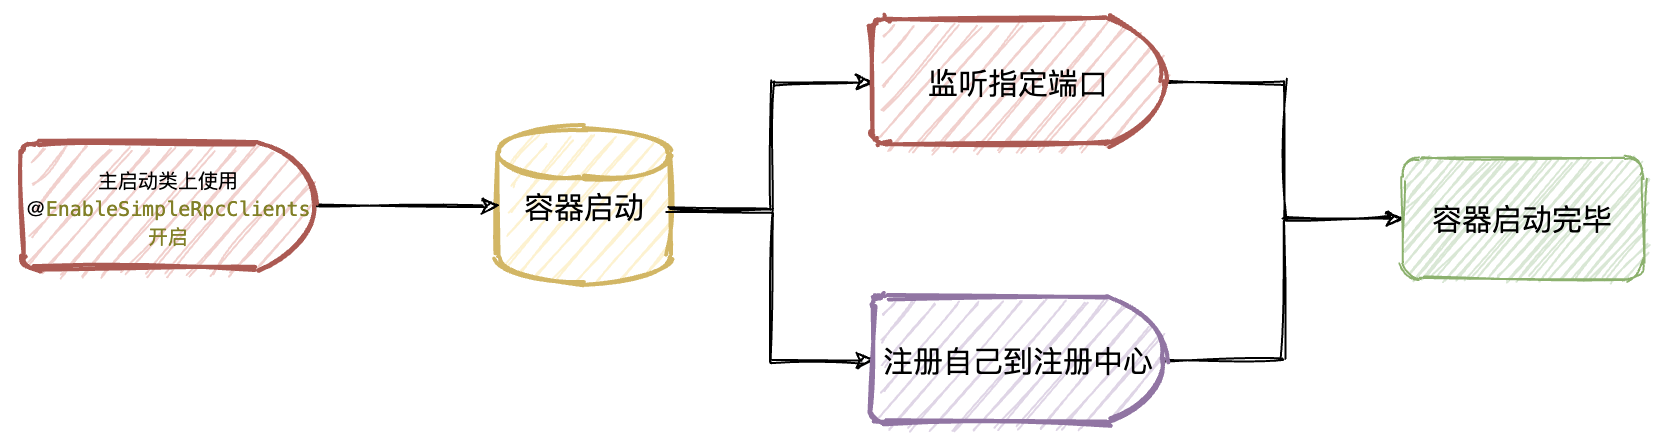 主启动类上使用
@EnableSimpleRpcClients
开启
容器启动
监听指定端口
注册自己到注册中心
容器启动完毕